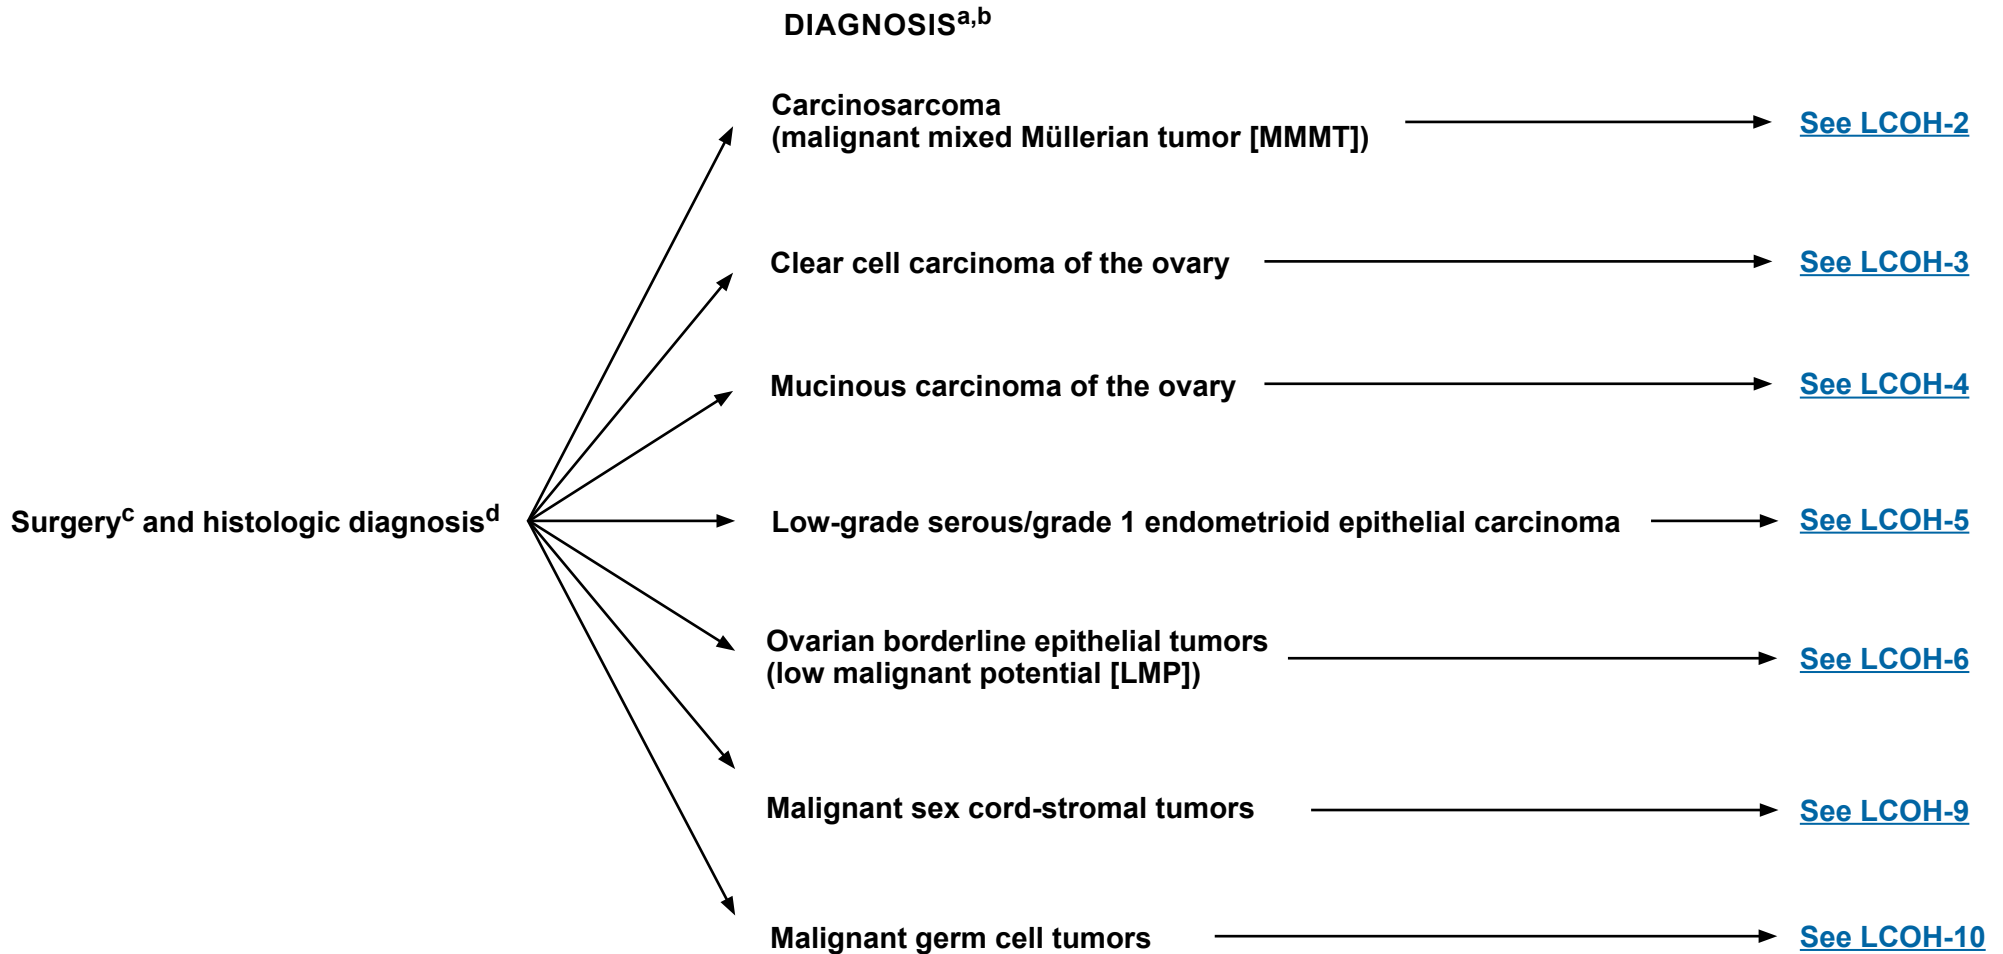 DIAGNOSISa,b
Carcinosarcoma
(malignant mixed Müllerian tumor [MMMT])
See LCOH-2
Clear cell carcinoma of the ovary
See LCOH-3
Mucinous carcinoma of the ovary
See LCOH-4
Surgeryc and histologic diagnosisd
Low-grade serous/grade 1 endometrioid epithelial carcinoma
See LCOH-5
Ovarian borderline epithelial tumors
(low malignant potential [LMP])
See LCOH-6
Malignant sex cord-stromal tumors
See LCOH-9
Malignant germ cell tumors
See LCOH-10